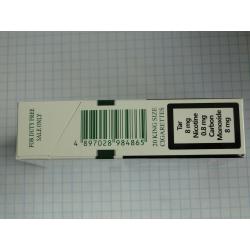 FOR DUTY FREE
SALE ONLY
4 897028 984865
20 KING SIZE
CIGARETTES
Tar
8 mg
Nicotine
0.8 mg
Carbon
Monoxide
8 mg